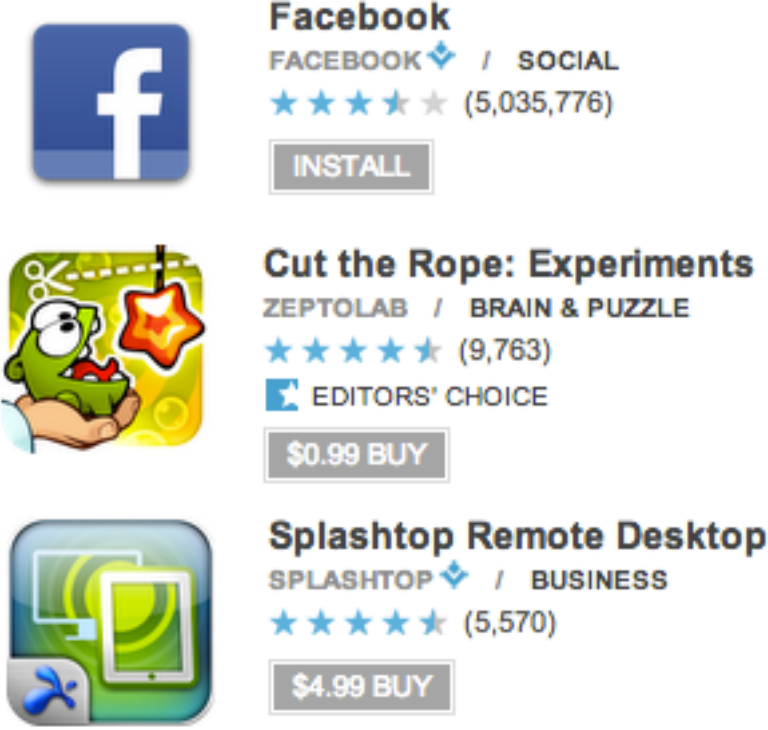 Facebook
FACEBOOK / SOCIAL
(5,035,776)
INSTALL
Cut the Rope: Experiments
ZEPTOLAB / BRAIN & PUZZLE
(9,763)
EDITORS' CHOICE
$0.99 BUY
Splashtop Remote Desktop
SPLASHTOP / BUSINESS
(5,570)
$4.99 BUY